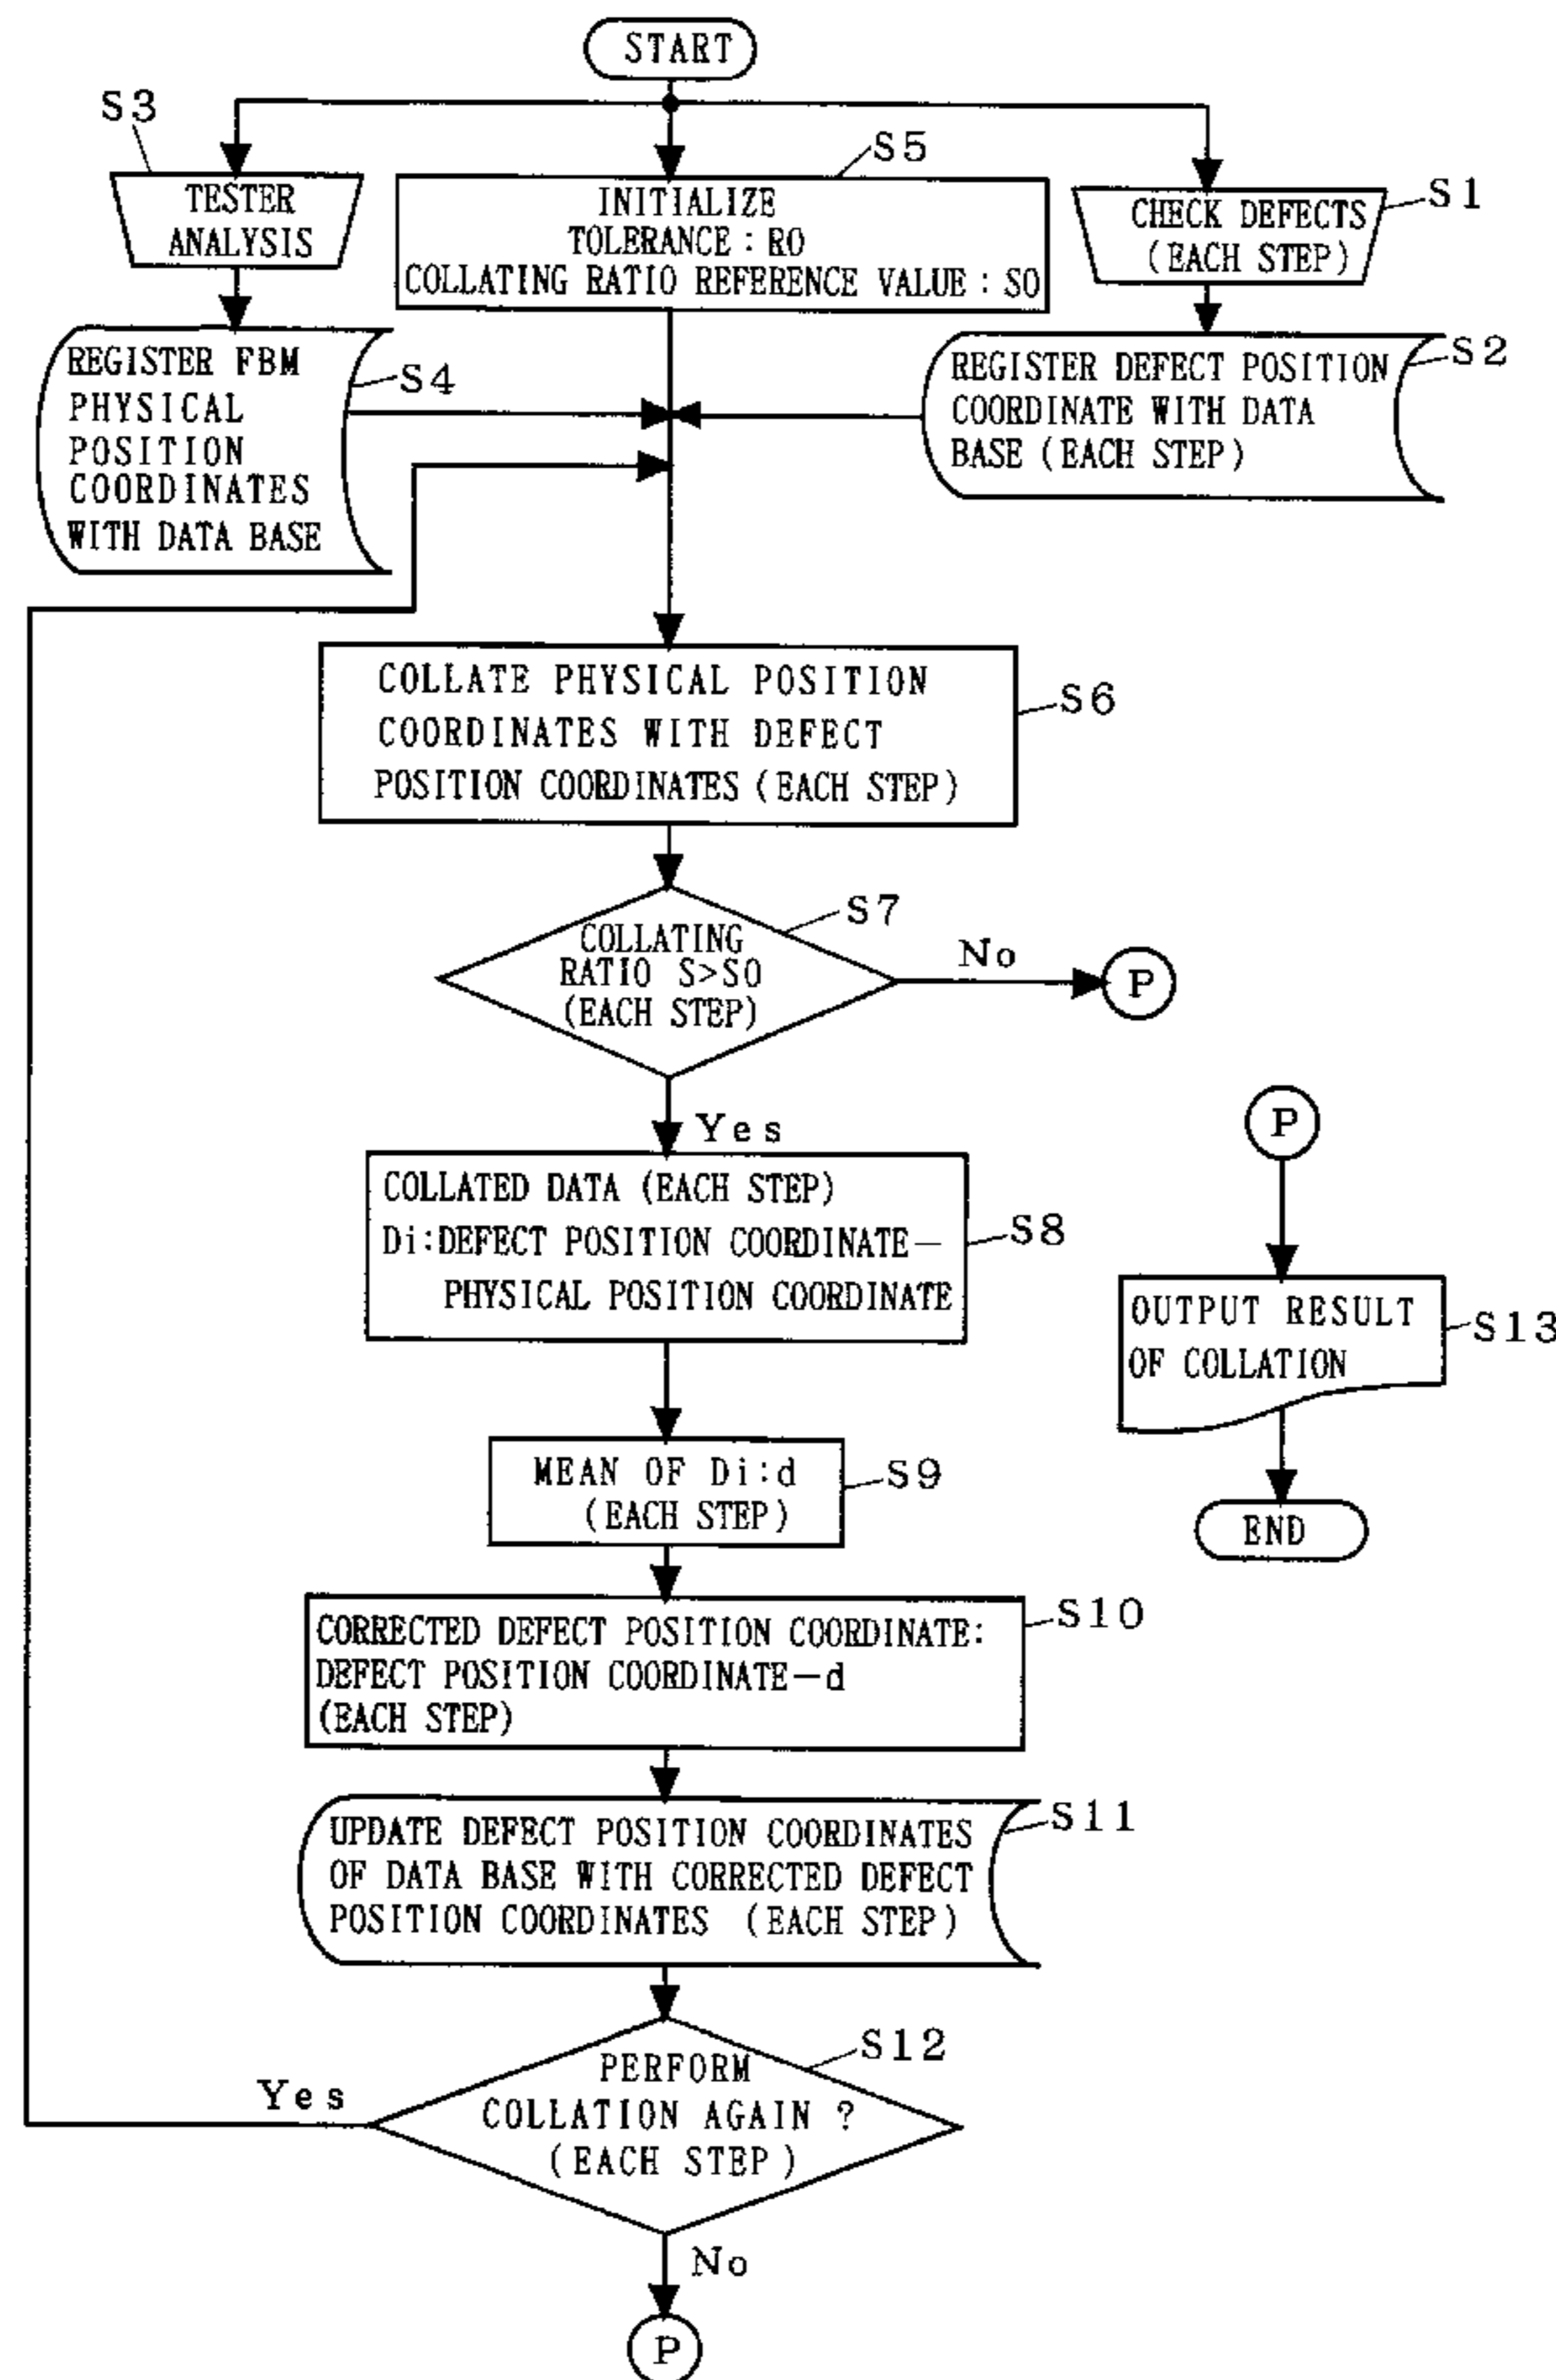 START
S3
TESTER
ANALYSIS
S5
INITIALIZE
TOLERANCE : R0
COLLATING RATIO REFERENCE VALUE : S0
S1
CHECK DEFECTS
(EACH STEP)
REGISTER FBM
PHYSICAL
POSITION
COORDINATES
WITH DATA BASE
S4
S2
REGISTER DEFECT POSITION
COORDINATE WITH DATA
BASE (EACH STEP)
COLLATE PHYSICAL POSITION
COORDINATES WITH DEFECT
POSITION COORDINATES (EACH STEP)
S6
S7
COLLATING
RATIO S>S0
(EACH STEP)
No
P
Yes
COLLATED DATA (EACH STEP)
Di:DEFECT POSITION COORDINATE—
PHYSICAL POSITION COORDINATE
S8
MEAN OF Di:d
(EACH STEP)
S9
CORRECTED DEFECT POSITION COORDINATE:
DEFECT POSITION COORDINATE—d
(EACH STEP)
S10
UPDATE DEFECT POSITION COORDINATES
OF DATA BASE WITH CORRECTED DEFECT
POSITION COORDINATES (EACH STEP)
S11
PERFORM
COLLATION AGAIN ?
(EACH STEP)
S12
Yes
No
P
P
OUTPUT RESULT
OF COLLATION
S13
END